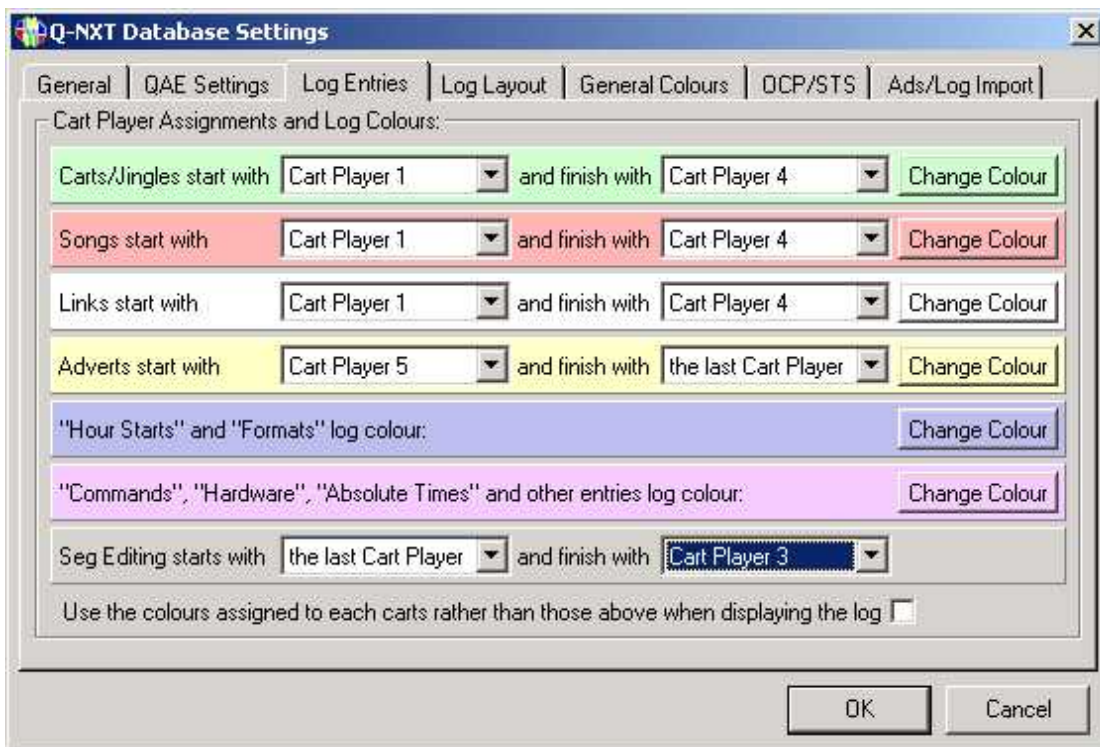 Q-NXT Database Settings
General QAE Settings Log Entries Log Layout General Colours OCP/STS Ads/Log Import
Cart Player Assignments and Log Colours:
Carts/Jingles start with Cart Player 1 and finish with Cart Player 4 Change Colour
Songs start with Cart Player 1 and finish with Cart Player 4 Change Colour
Links start with Cart Player 1 and finish with Cart Player 4 Change Colour
Adverts start with Cart Player 5 and finish with the last Cart Player Change Colour
"Hour Starts" and "Formats" log colour: Change Colour
"Commands", "Hardware", "Absolute Times" and other entries log colour: Change Colour
Seg Editing starts with the last Cart Player and finish with Cart Player 3
Use the colours assigned to each carts rather than those above when displaying the log
OK Cancel